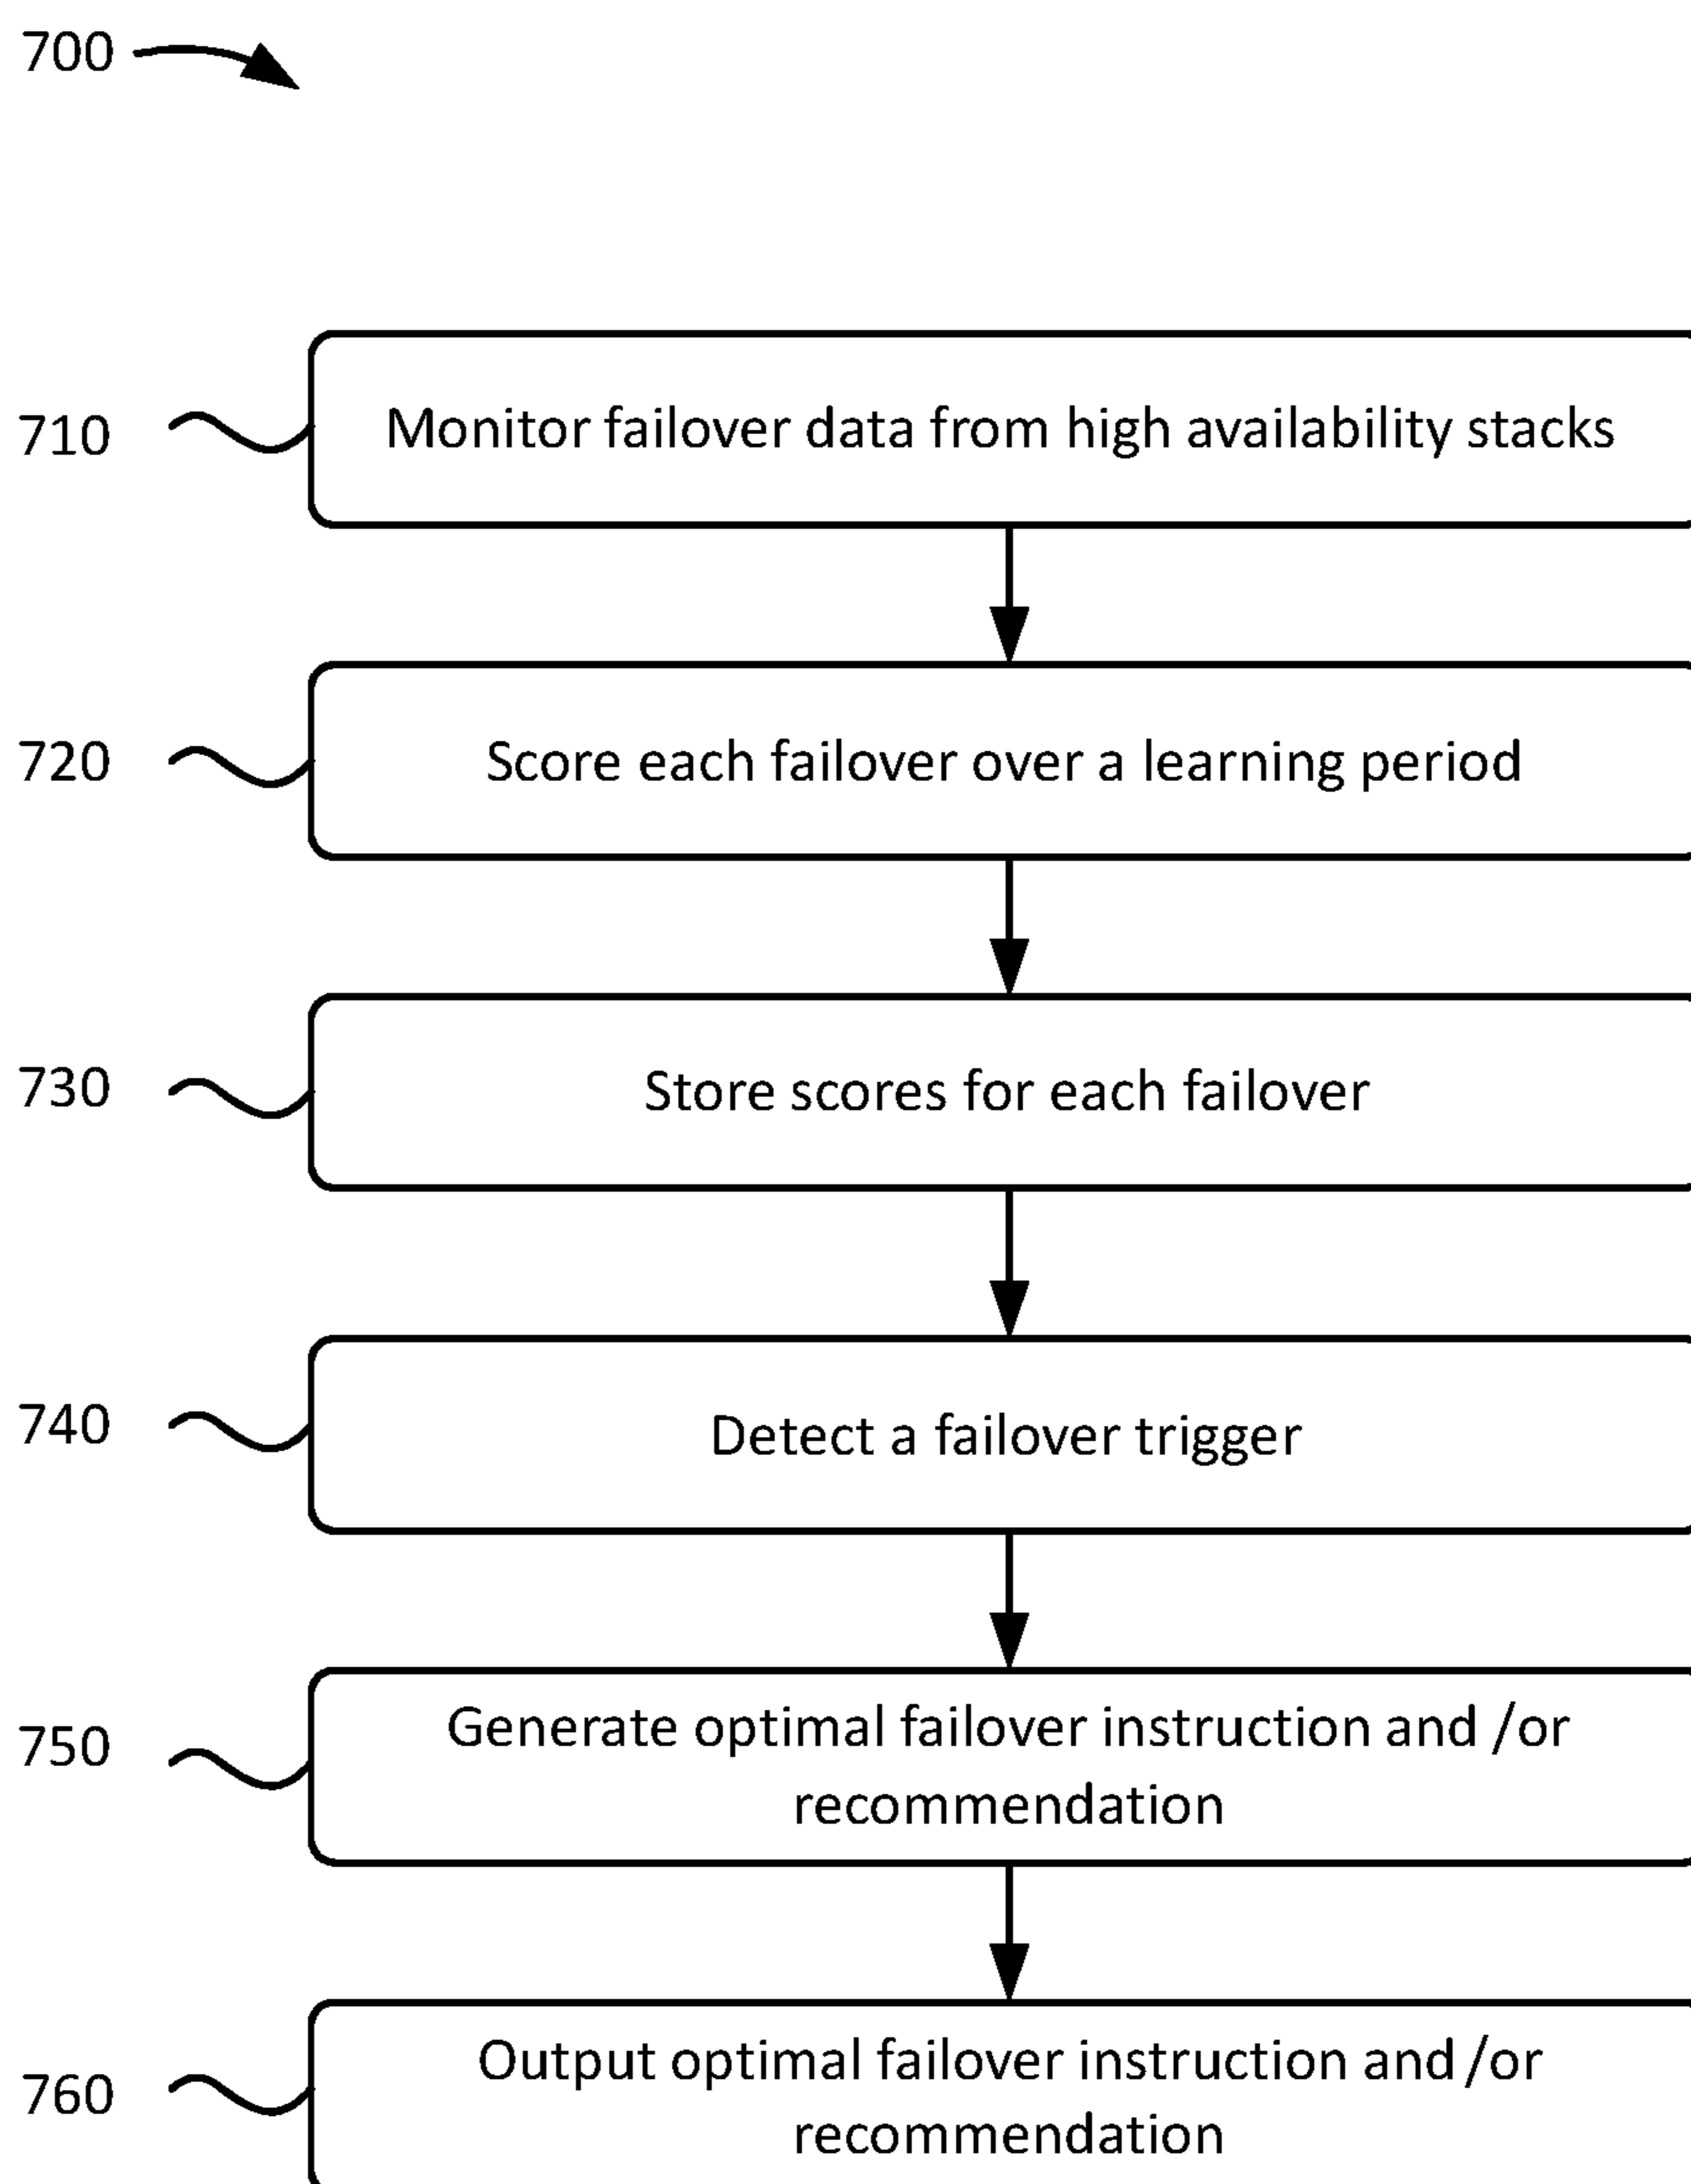 700
710
Monitor failover data from high availability stacks
720
Score each failover over a learning period
730
Store scores for each failover
740
Detect a failover trigger
750
Generate optimal failover instruction and /or
recommendation
760
Output optimal failover instruction and /or
recommendation